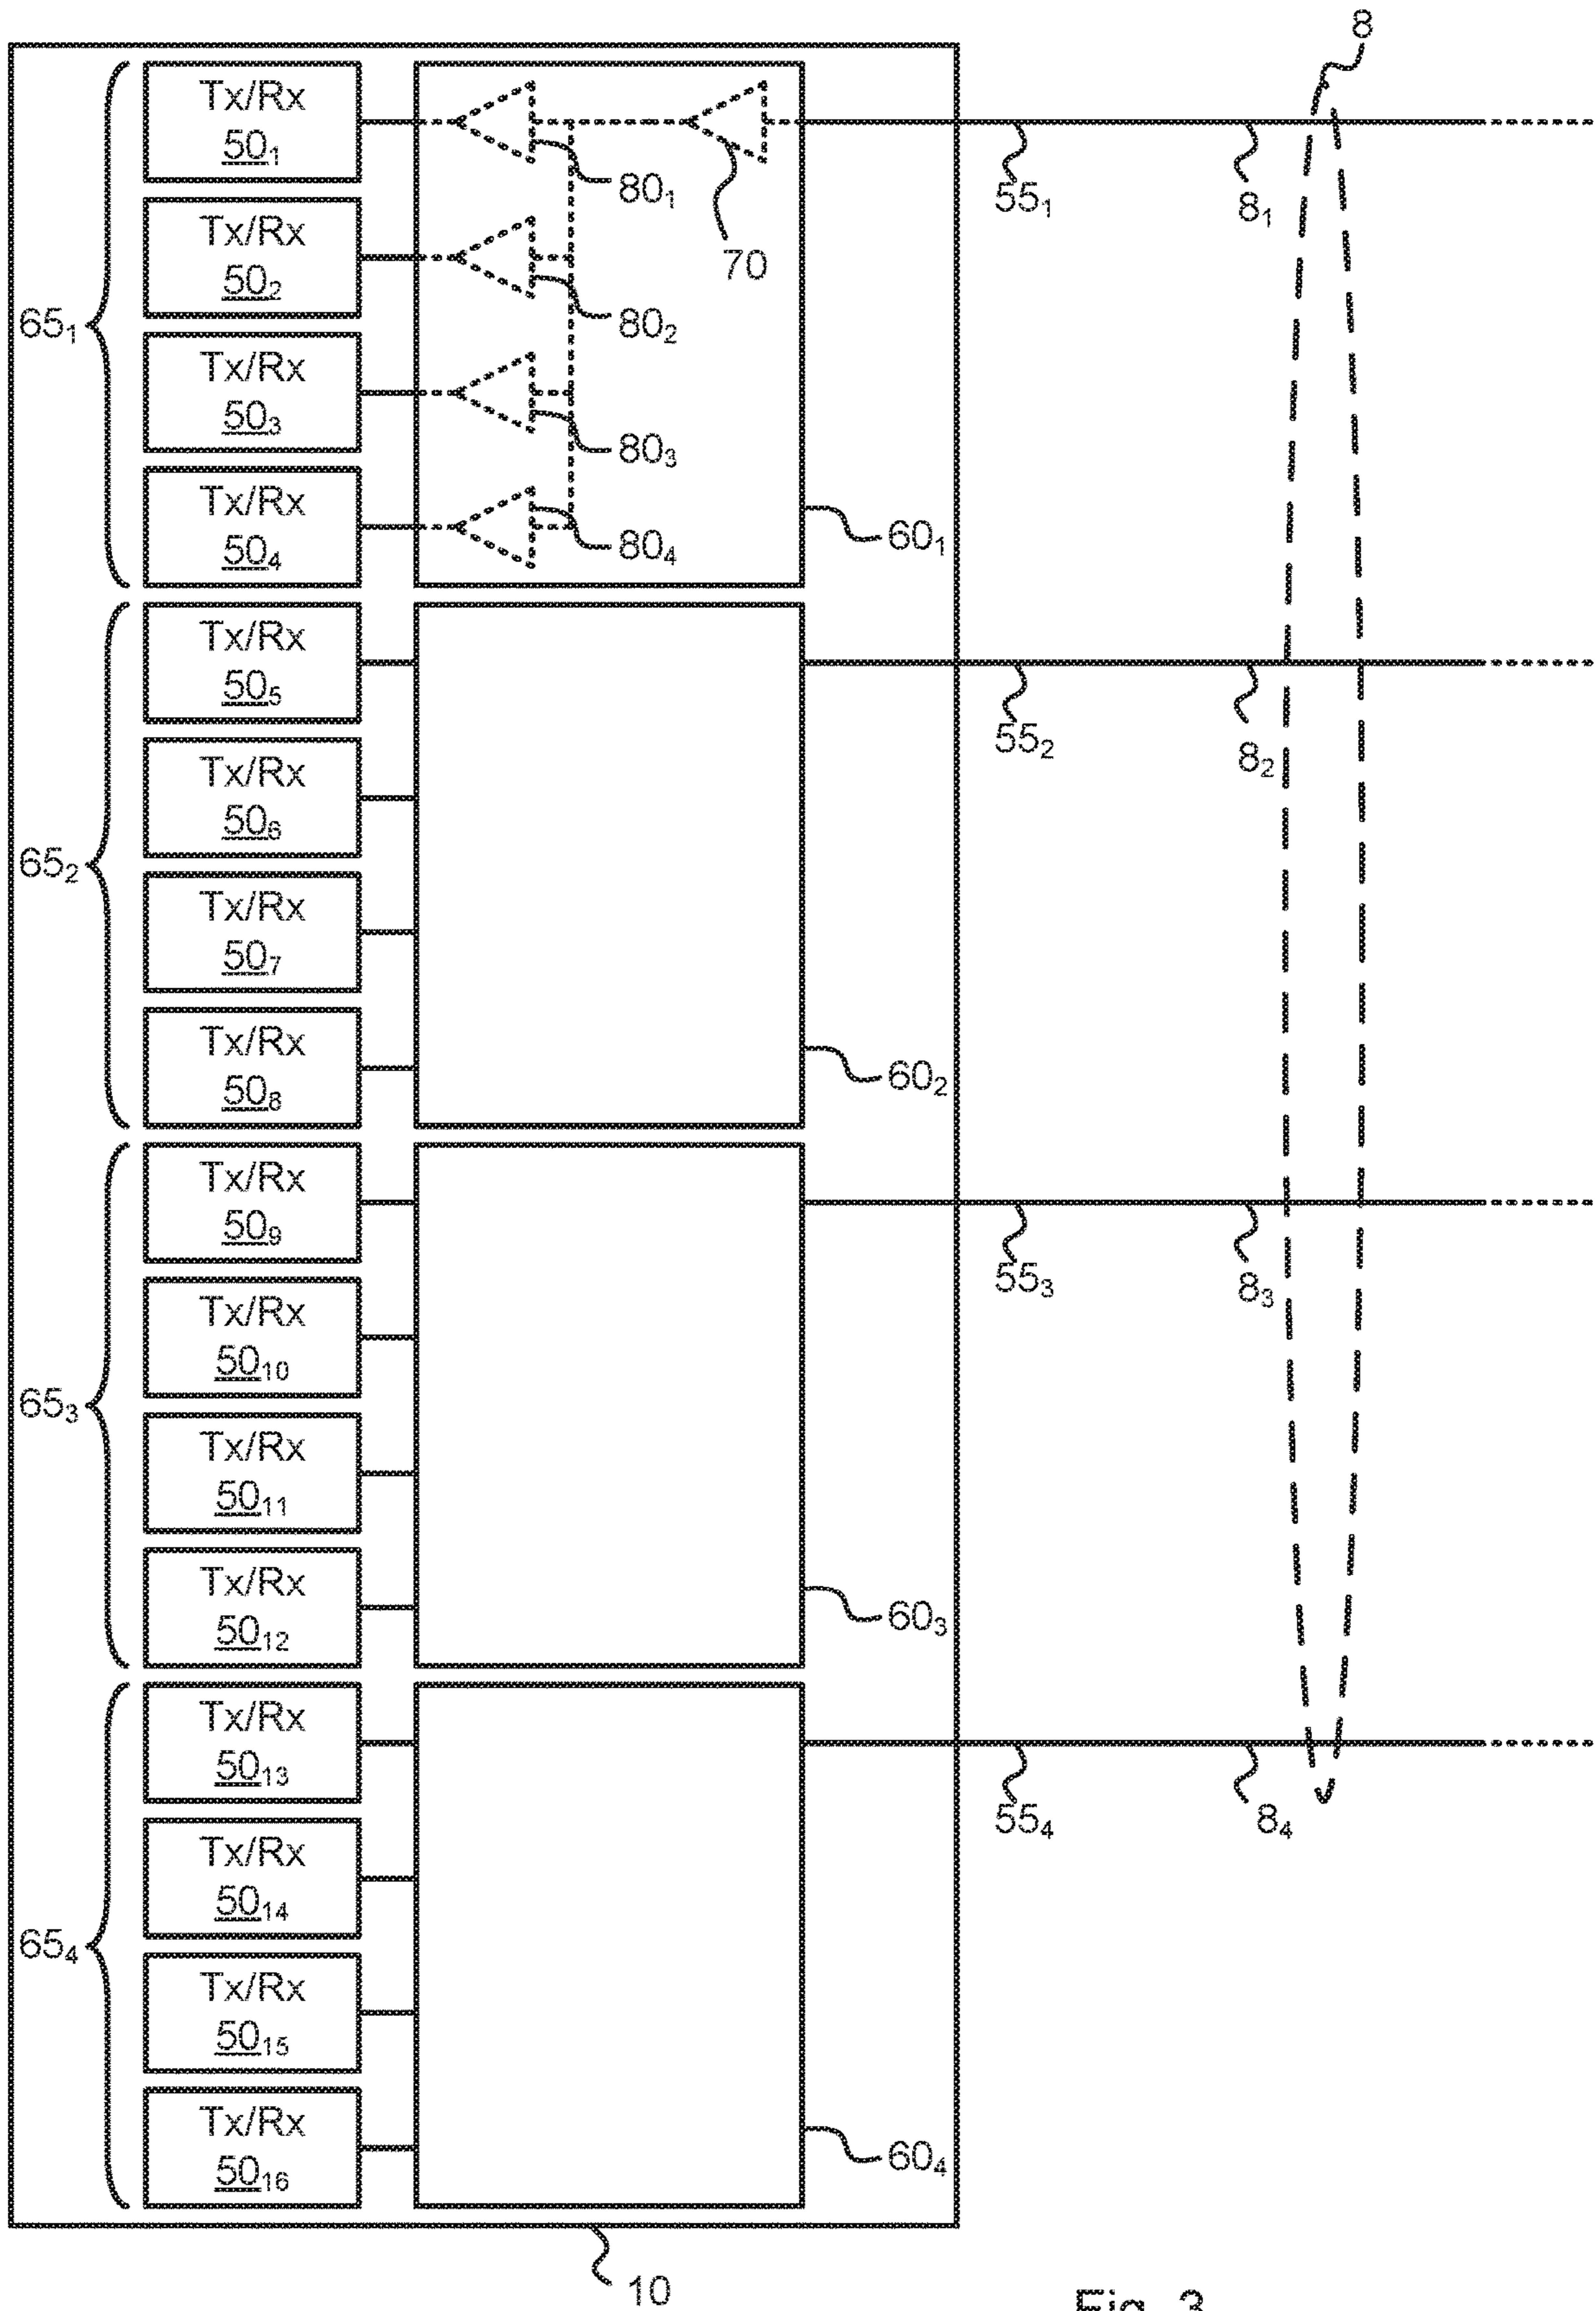 8
Tx/Rx
50₁
80₁
70
55₁
8₁
Tx/Rx
50₂
80₂
65₁
Tx/Rx
50₃
80₃
Tx/Rx
50₄
80₄
60₁
Tx/Rx
50₅
55₂
8₂
Tx/Rx
50₆
65₂
Tx/Rx
50₇
Tx/Rx
50₈
60₂
Tx/Rx
50₉
55₃
8₃
Tx/Rx
50₁₀
65₃
Tx/Rx
50₁₁
Tx/Rx
50₁₂
60₃
Tx/Rx
50₁₃
55₄
8₄
Tx/Rx
50₁₄
65₄
Tx/Rx
50₁₅
Tx/Rx
50₁₆
60₄
10
Fig. 3